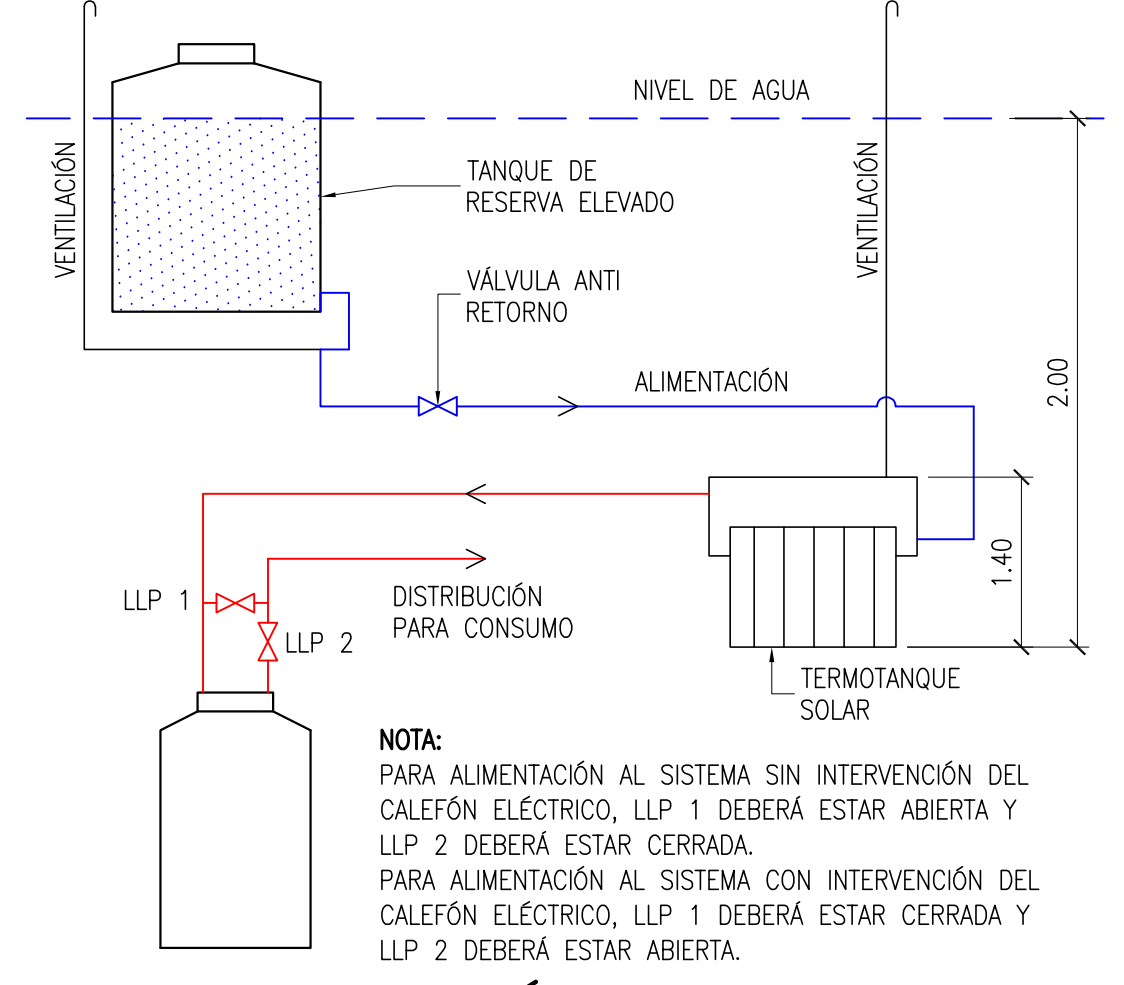 NIVEL DE AGUA
VENTILACIÓN
TANQUE DE
RESERVA ELEVADO
VENTILACIÓN
VÁLVULA ANTI
RETORNO
ALIMENTACIÓN
2.00
1.40
LLP 1
DISTRIBUCIÓN
PARA CONSUMO
LLP 2
TERMOTANQUE
SOLAR
NOTA:
PARA ALIMENTACIÓN AL SISTEMA SIN INTERVENCIÓN DEL
CALEFÓN ELÉCTRICO, LLP 1 DEBERÁ ESTAR ABIERTA Y
LLP 2 DEBERÁ ESTAR CERRADA.
PARA ALIMENTACIÓN AL SISTEMA CON INTERVENCIÓN DEL
CALEFÓN ELÉCTRICO, LLP 1 DEBERÁ ESTAR CERRADA Y
LLP 2 DEBERÁ ESTAR ABIERTA.